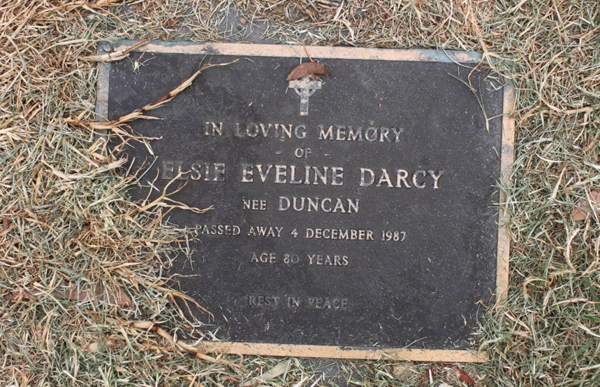 IN LOVING MEMORY
OF
ELSIE EVELINE DARCY
NEE DUNCAN
PASSED AWAY 4 DECEMBER 1987
AGE 80 YEARS
REST IN PEACE